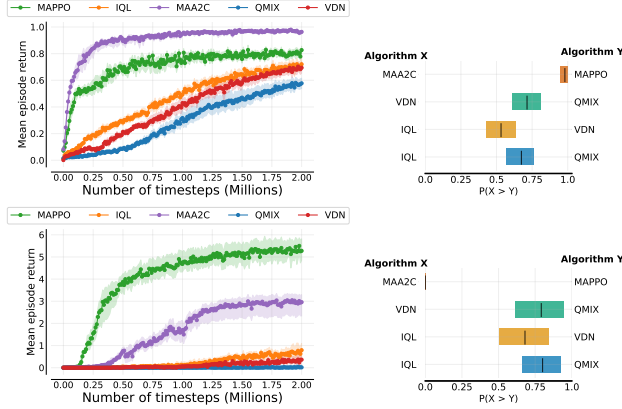 MAPPO IQL MAA2C QMIX VDN
Mean episode return
1.0
0.8
0.6
0.4
0.2
0.0
0.00 0.25 0.50 0.75 1.00 1.25 1.50 1.75 2.00
Number of timesteps (Millions)
Algorithm X Algorithm Y
MAA2C MAPPO
VDN QMIX
IQL VDN
IQL QMIX
0.0 0.25 0.5 0.75 1.0
P(X > Y)
MAPPO IQL MAA2C QMIX VDN
Mean episode return
6
5
4
3
2
1
0
0.00 0.25 0.50 0.75 1.00 1.25 1.50 1.75 2.00
Number of timesteps (Millions)
Algorithm X Algorithm Y
MAA2C MAPPO
VDN QMIX
IQL VDN
IQL QMIX
0.0 0.25 0.5 0.75 1.0
P(X > Y)